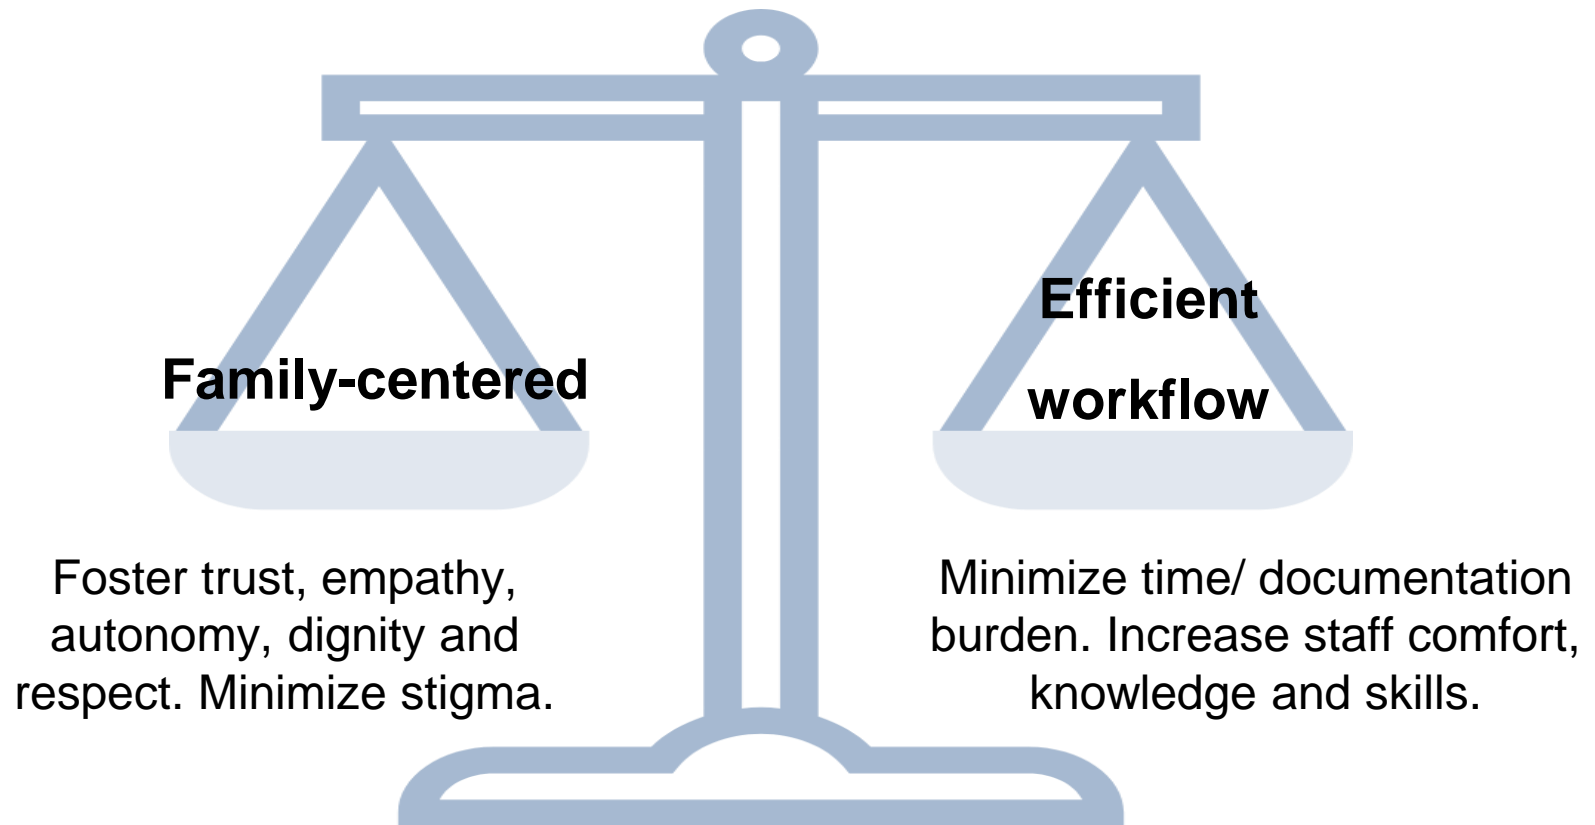 Family-centered
Foster trust, empathy,
autonomy, dignity and
respect. Minimize stigma.
Efficient
workflow
Minimize time/ documentation
burden. Increase staff comfort,
knowledge and skills.